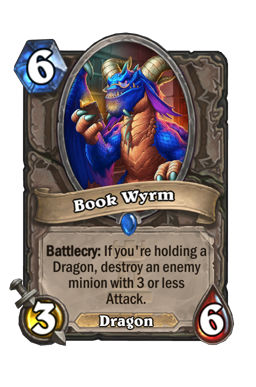 6
Book Wyrm
Battlecry: If you're holding a
Dragon, destroy an enemy
minion with 3 or less
Attack.
3
Dragon
6